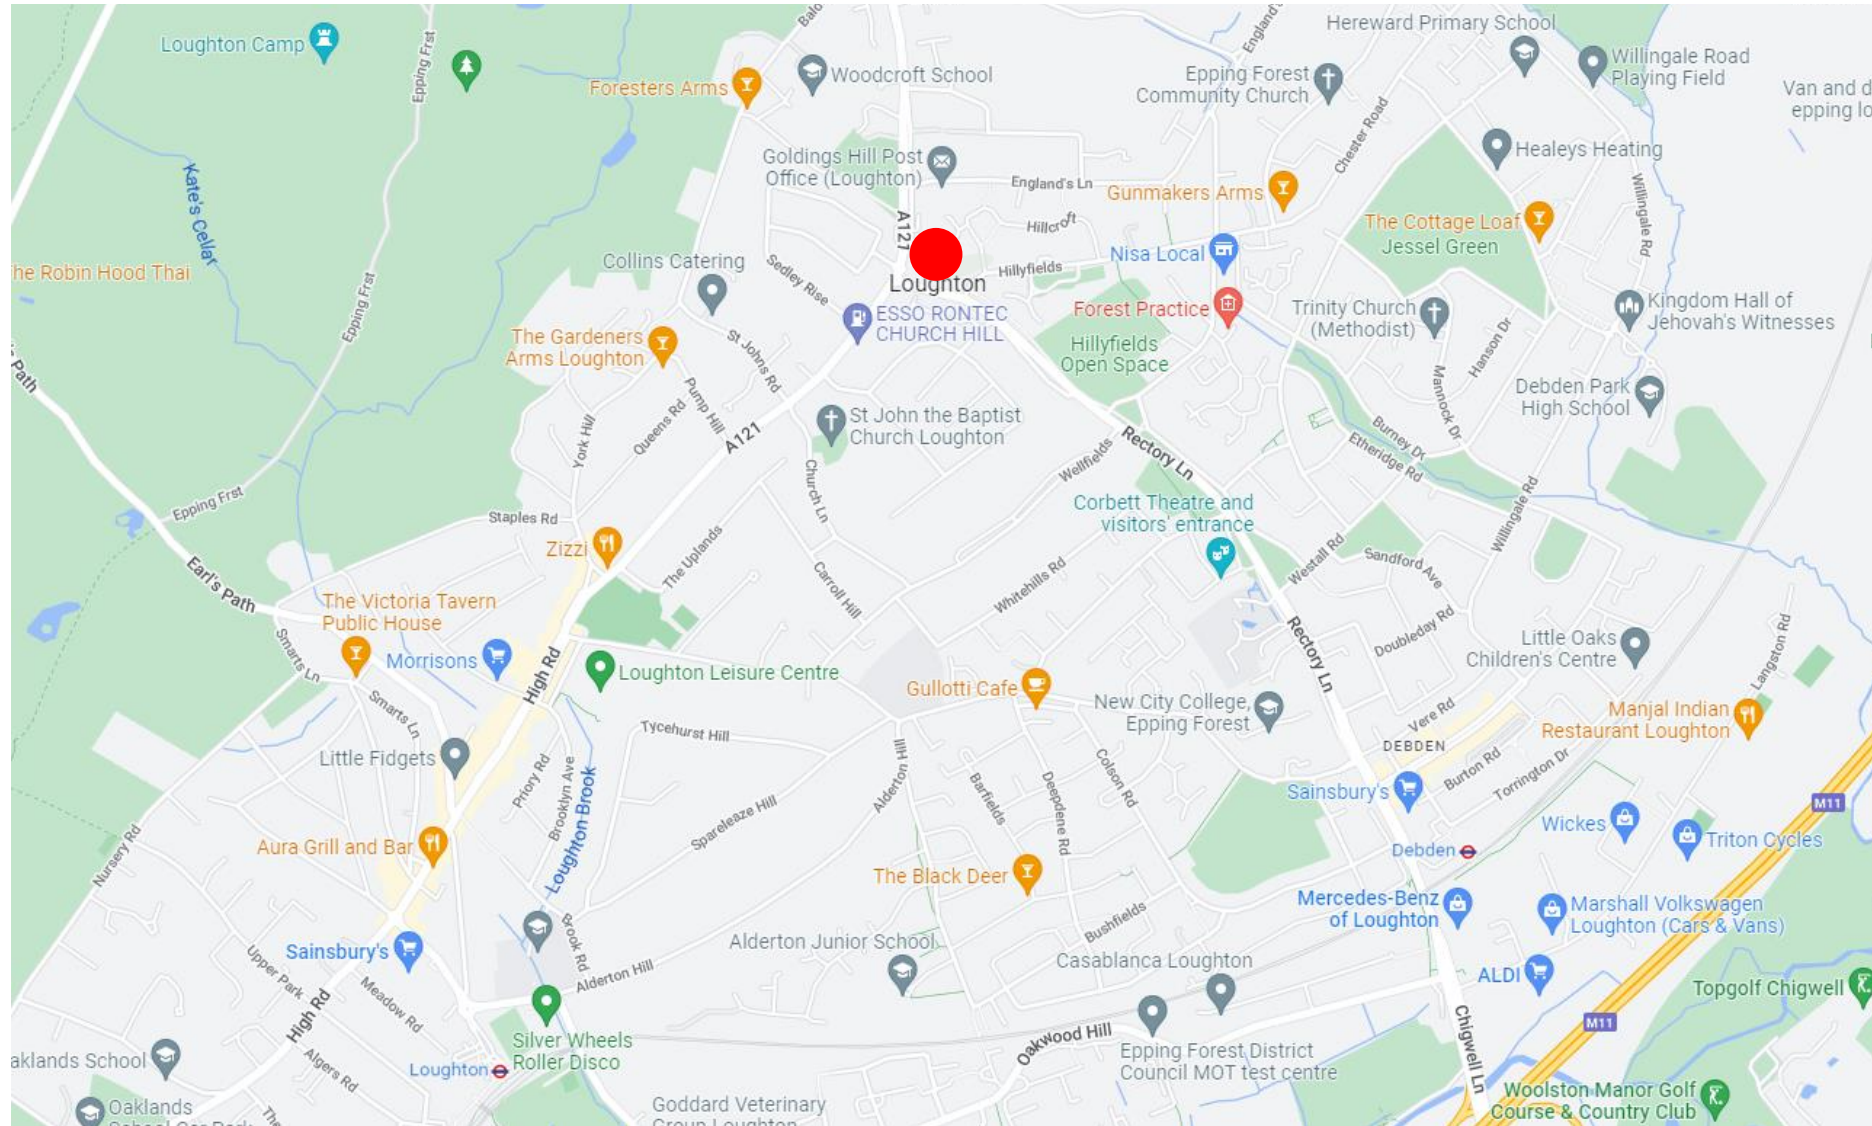 Balo
England's
Hereward Primary School
Loughton Camp
Epping Frst
Foresters Arms
Woodcroft School
Epping Forest
Community Church
Willingale Road
Playing Field
Van and d
epping lo
Chester Road
Kate's Cellar
Goldings Hill Post
Office (Loughton)
England's Ln
Gunmakers Arms
Healeys Heating
Willingale Rd
A121
Hillcroft
The Cottage Loaf
Jessel Green
he Robin Hood Thai
Collins Catering
Sedley Rise
Loughton
Hillyfields
Nisa Local
Epping Frst
ESSO RONTEC
CHURCH HILL
Forest Practice
Trinity Church
(Methodist)
Kingdom Hall of
Jehovah's Witnesses
The Gardeners
Arms Loughton
St Johns Rd
Hillyfields
Open Space
Hanson Dr
s Path
Pump Hill
Mannock Dr
Debden Park
High School
York Hill
Queens Rd
A121
St John the Baptist
Church Loughton
Rectory Ln
Burney Dr
Etheridge Rd
Wellfields
Church Ln
Epping Frst
Staples Rd
Corbett Theatre and
visitors' entrance
Willingale Rd
Zizzi
The Uplands
Westall Rd
Sandford Ave
Earl's Path
Carroll Hill
Whitehills Rd
The Victoria Tavern
Public House
Rectory Ln
Doubleday Rd
Little Oaks
Children's Centre
Langston Rd
Smarts Ln
Morrisons
High Rd
Loughton Leisure Centre
Gullotti Cafe
New City College,
Epping Forest
Vere Rd
Manjal Indian
Restaurant Loughton
Smarts Ln
Tycehurst Hill
Alderton Hill
DEBDEN
Little Fidgets
Priory Rd
Brooklyn Ave
Loughton Brook
Barfields
Deepdene Rd
Colson Rd
Sainsbury's
Burton Rd
Torrington Dr
M11
Spareleaze Hill
Wickes
Triton Cycles
Nursery Rd
Aura Grill and Bar
The Black Deer
Debden
Mercedes-Benz
of Loughton
Marshall Volkswagen
Loughton (Cars & Vans)
Bushfields
Brook Rd
Sainsbury's
Alderton Junior School
Casablanca Loughton
Upper Park
Meadow Rd
Alderton Hill
ALDI
Topgolf Chigwell
High Rd
M11
Silver Wheels
Roller Disco
Oakwood Hill
Chigwell Ln
aklands School
Algers Rd
Loughton
Epping Forest District
Council MOT test centre
Woolston Manor Golf
Course & Country Club
Oaklands
School Car Park
The
Goddard Veterinary
Group Loughton